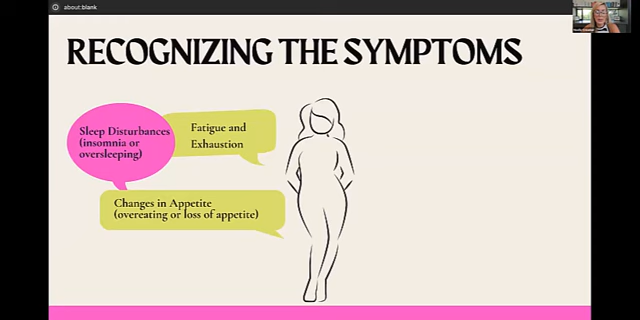 about:blank
RECOGNIZING THE SYMPTOMS
Sleep Disturbances
(insomnia or
oversleeping)
Fatigue and
Exhaustion
Changes in Appetite
(overeating or loss of appetite)